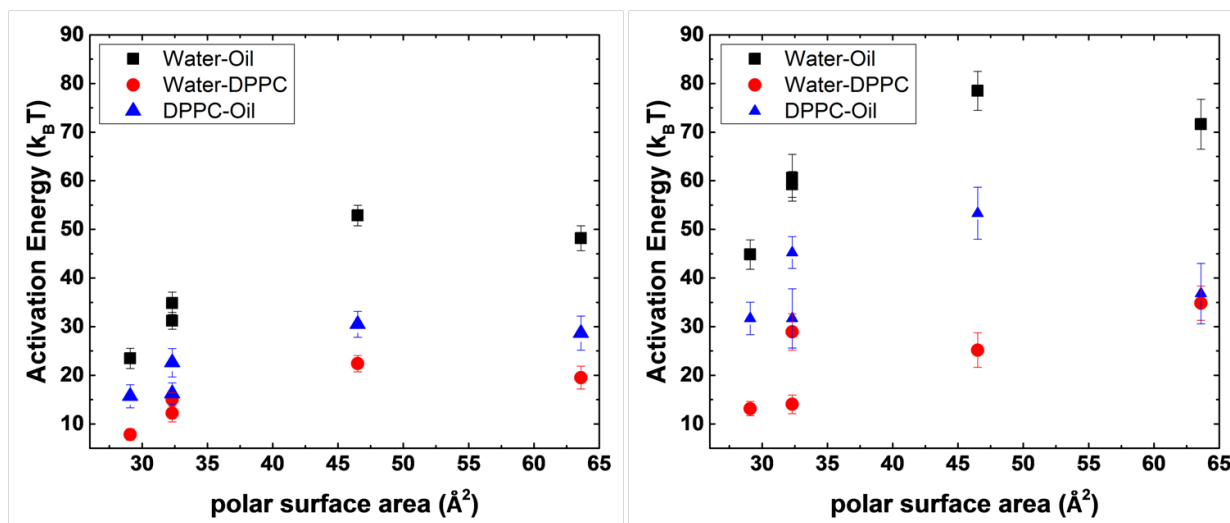 90
80
70
60
50
40
30
20
10
Activation Energy (k_BT)
Water-Oil
Water-DPPC
DPPC-Oil
30 35 40 45 50 55 60 65
polar surface area (Å²)
90
80
70
60
50
40
30
20
10
Activation Energy (k_BT)
Water-Oil
Water-DPPC
DPPC-Oil
30 35 40 45 50 55 60 65
polar surface area (Å²)